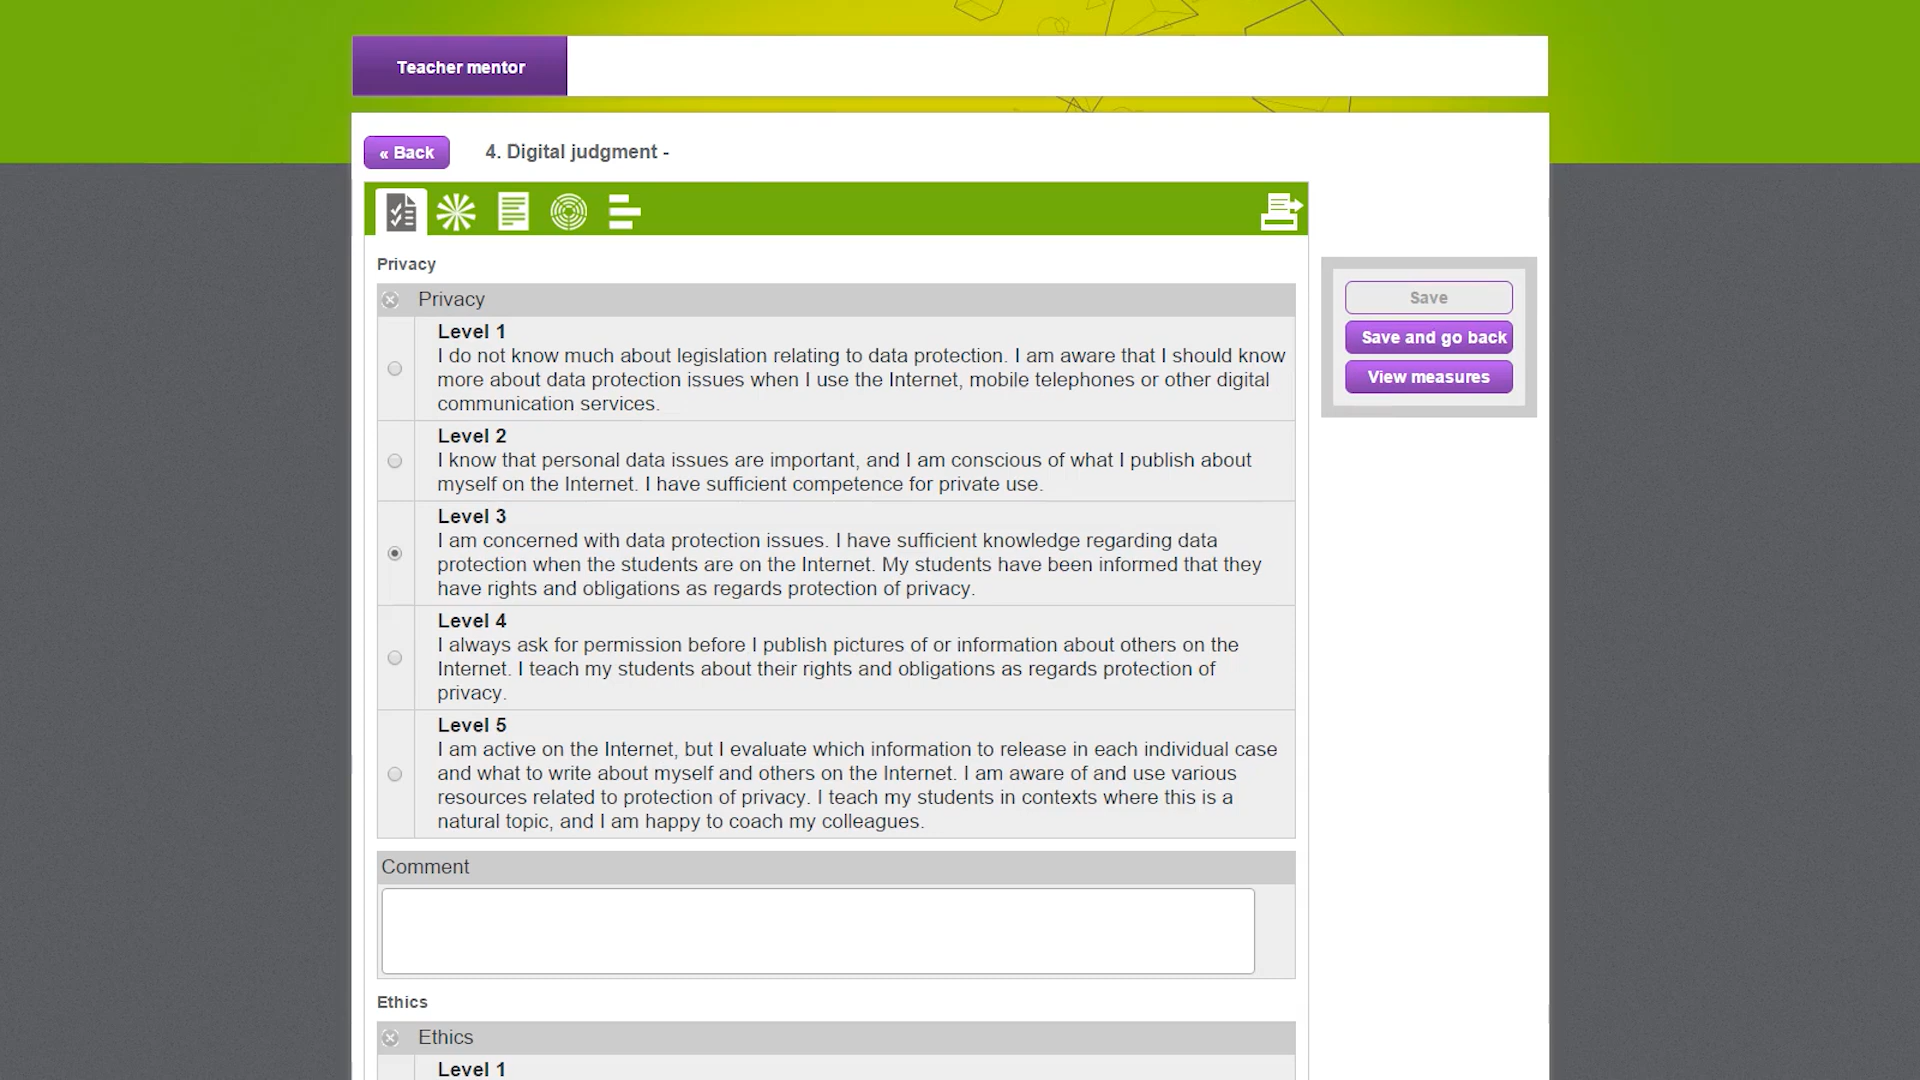 Teacher mentor
« Back
4. Digital judgment -
Privacy
Privacy
Level 1
I do not know much about legislation relating to data protection. I am aware that I should know
more about data protection issues when I use the Internet, mobile telephones or other digital
communication services.
Level 2
I know that personal data issues are important, and I am conscious of what I publish about
myself on the Internet. I have sufficient competence for private use.
Level 3
I am concerned with data protection issues. I have sufficient knowledge regarding data
protection when the students are on the Internet. My students have been informed that they
have rights and obligations as regards protection of privacy.
Level 4
I always ask for permission before I publish pictures of or information about others on the
Internet. I teach my students about their rights and obligations as regards protection of
privacy.
Level 5
I am active on the Internet, but I evaluate which information to release in each individual case
and what to write about myself and others on the Internet. I am aware of and use various
resources related to protection of privacy. I teach my students in contexts where this is a
natural topic, and I am happy to coach my colleagues.
Comment
Ethics
Ethics
Level 1
Save
Save and go back
View measures